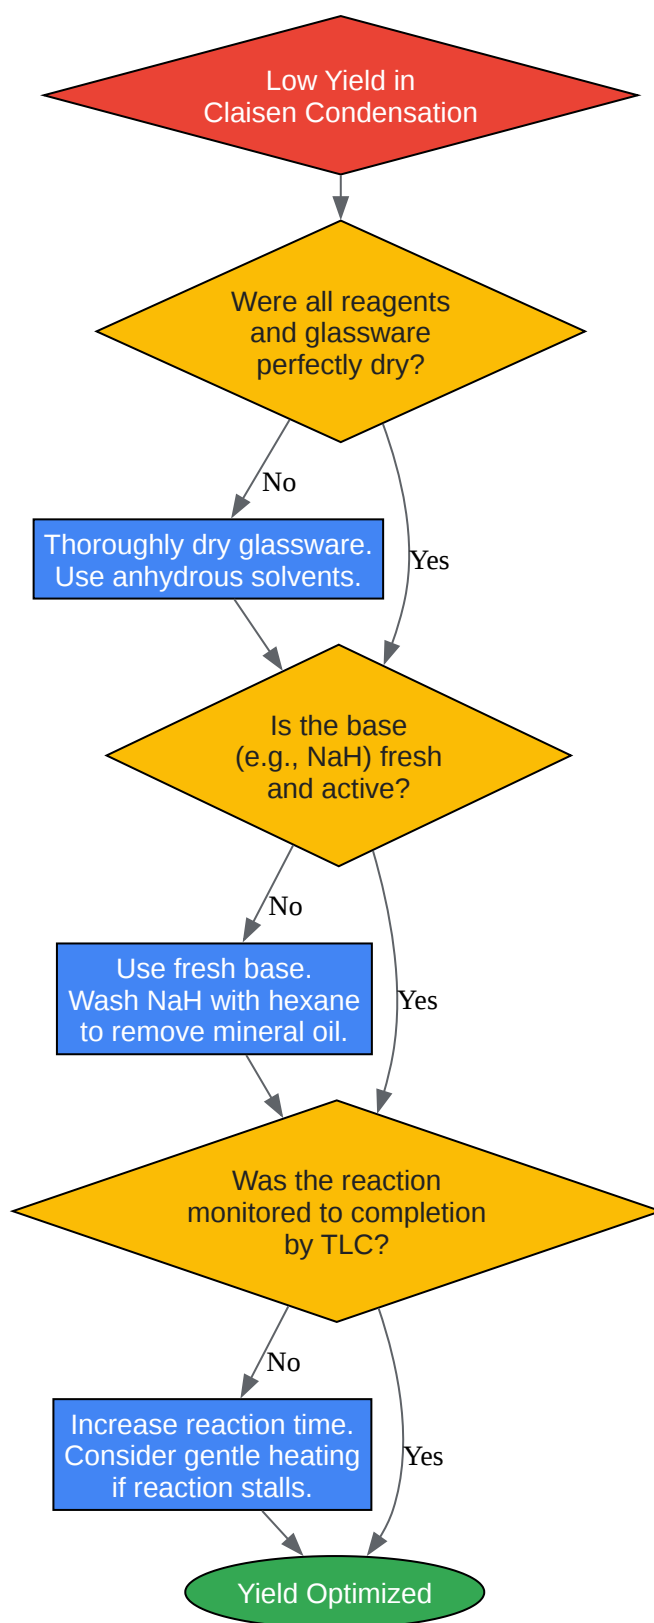 Low Yield in
Claisen Condensation
Were all reagents
and glassware
perfectly dry?
No
Thoroughly dry glassware.
Use anhydrous solvents.
Yes
Is the base
(e.g., NaH) fresh
and active?
No
Use fresh base.
Wash NaH with hexane
to remove mineral oil.
Yes
Was the reaction
monitored to completion
by TLC?
No
Increase reaction time.
Consider gentle heating
if reaction stalls.
Yes
Yield Optimized